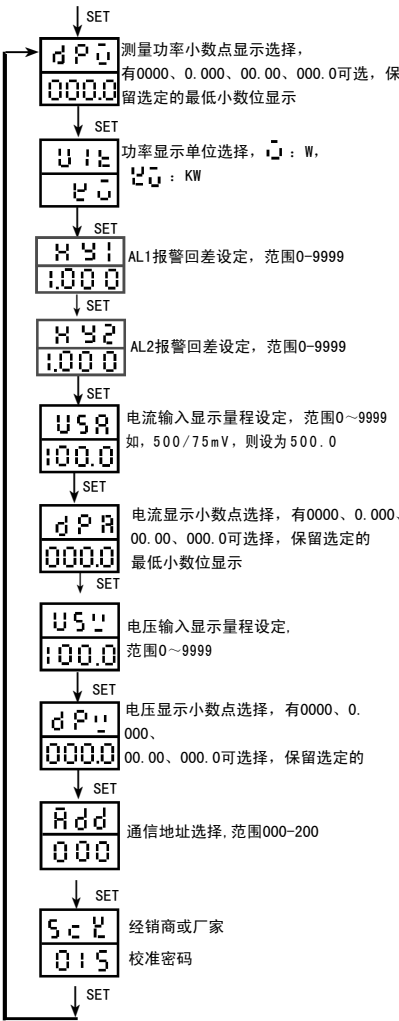 SET
dPW
000.0
测量功率小数点显示选择，
有0000、0.000、00.00、000.0可选，保
留选定的最低小数位显示
SET
UIt
KW
功率显示单位选择，W：W，
KW：KW
SET
HY1
1.000
AL1报警回差设定，范围0-9999
SET
HY2
1.000
AL2报警回差设定，范围0-9999
SET
USA
100.0
电流输入显示量程设定，范围0～9999
如，500/75mV，则设为500.0
SET
dPA
000.0
电流显示小数点选择，有0000、0.000、
00.00、000.0可选择，保留选定的
最低小数位显示
SET
USV
100.0
电压输入显示量程设定，
范围0～9999
SET
dPV
000.0
电压显示小数点选择，有0000、0.
000、
00.00、000.0可选择，保留选定的
SET
Add
000
通信地址选择,范围000-200
SET
ScK
015
经销商或厂家
校准密码
SET